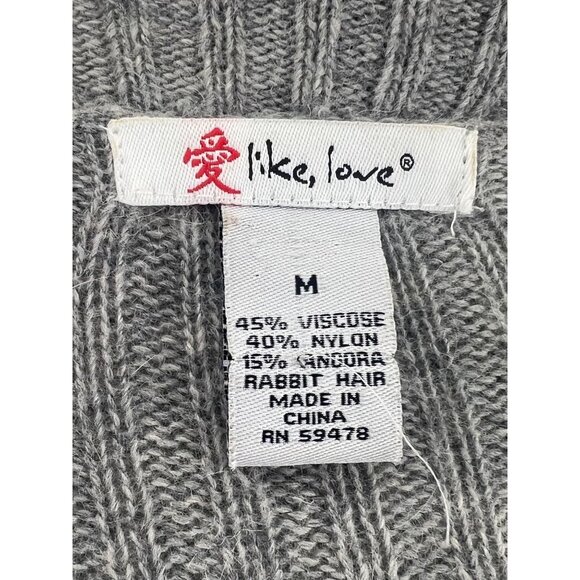 愛 like, love®
M
45% VISCOSE
40% NYLON
15% ANGORA
RABBIT HAIR
MADE IN
CHINA
RN 59478